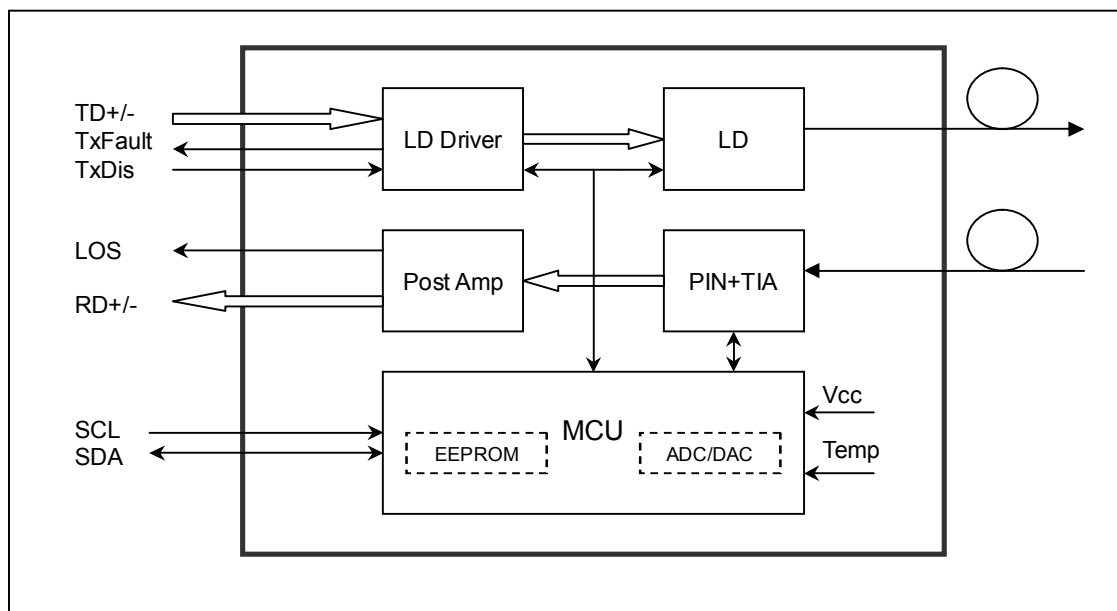 TD+/-
TxFault
TxDis
LD Driver
LD
LOS
RD+/-
Post Amp
PIN+TIA
SCL
SDA
MCU
EEPROM
ADC/DAC
Vcc
Temp